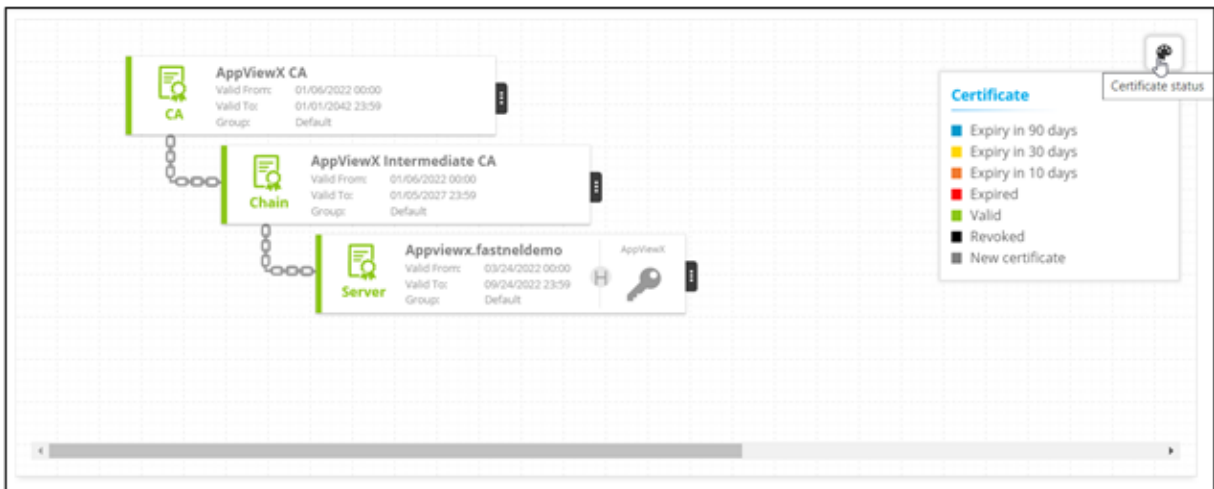 AppViewX CA
Valid From: 01/06/2022 00:00
Valid To: 01/01/2042 23:59
Group: Default
CA
AppViewX Intermediate CA
Valid From: 01/06/2022 00:00
Valid To: 01/05/2027 23:59
Group: Default
Chain
Appviewx.fastneldemo
Valid From: 03/24/2022 00:00
Valid To: 09/24/2022 23:59
Group: Default
Server
H
AppViewX
Certificate status
Certificate
Expiry in 90 days
Expiry in 30 days
Expiry in 10 days
Expired
Valid
Revoked
New certificate